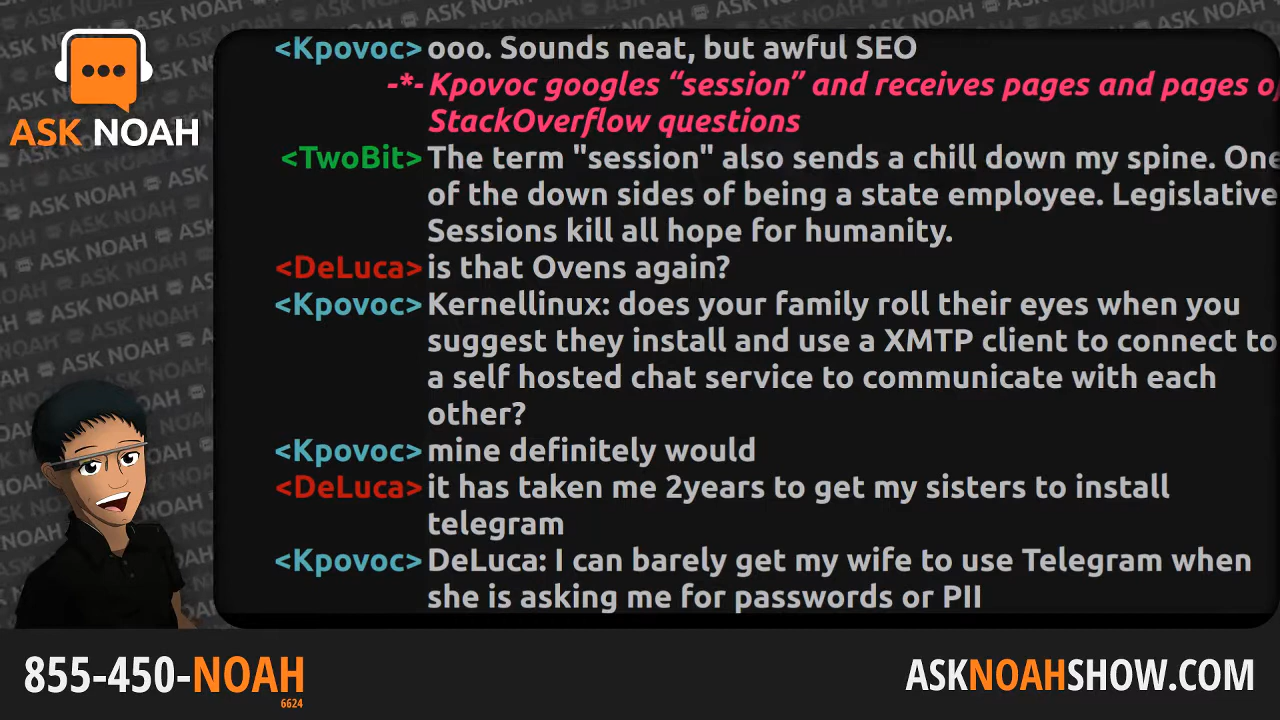 ASK NOAH
<Kpovoc> ooo. Sounds neat, but awful SEO
-*- Kpovoc googles “session” and receives pages and pages
StackOverflow questions
<TwoBit> The term "session" also sends a chill down my spine. One
of the down sides of being a state employee. Legislative
Sessions kill all hope for humanity.
<DeLuca> is that Ovens again?
<Kpovoc> Kernellinux: does your family roll their eyes when you
suggest they install and use a XMTP client to connect to
a self hosted chat service to communicate with each
other?
<Kpovoc> mine definitely would
<DeLuca> it has taken me 2years to get my sisters to install
telegram
<Kpovoc> DeLuca: I can barely get my wife to use Telegram when
she is asking me for passwords or PII
855-450-NOAH
6624
ASKNOAHSHOW.COM